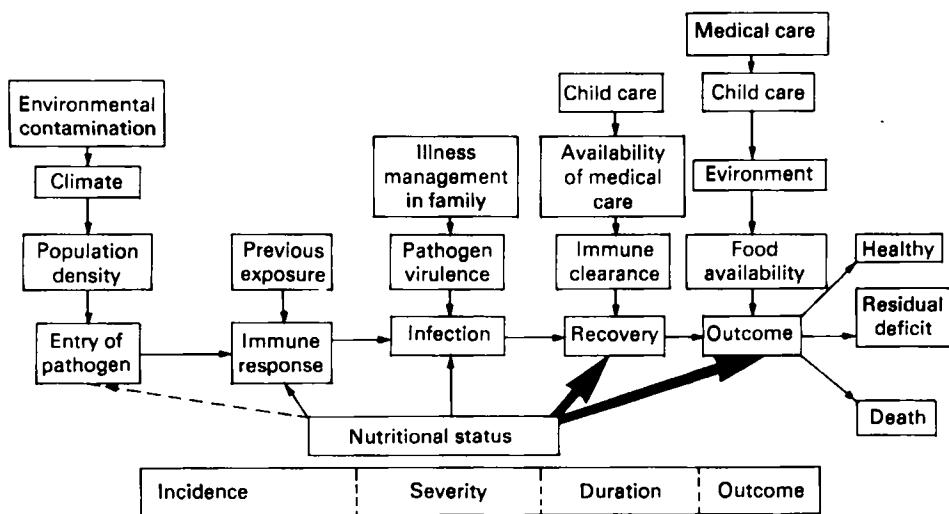 Medical care
Child care
Child care
Environmental
contamination
Illness
management
in family
Availability
of medical
care
Climate
Evironment
Population
density
Previous
exposure
Pathogen
virulence
Immune
clearance
Food
availability
Healthy
Entry of
pathogen
Immune
response
Infection
Recovery
Outcome
Residual
deficit
Death
Nutritional status
Incidence
Severity
Duration
Outcome